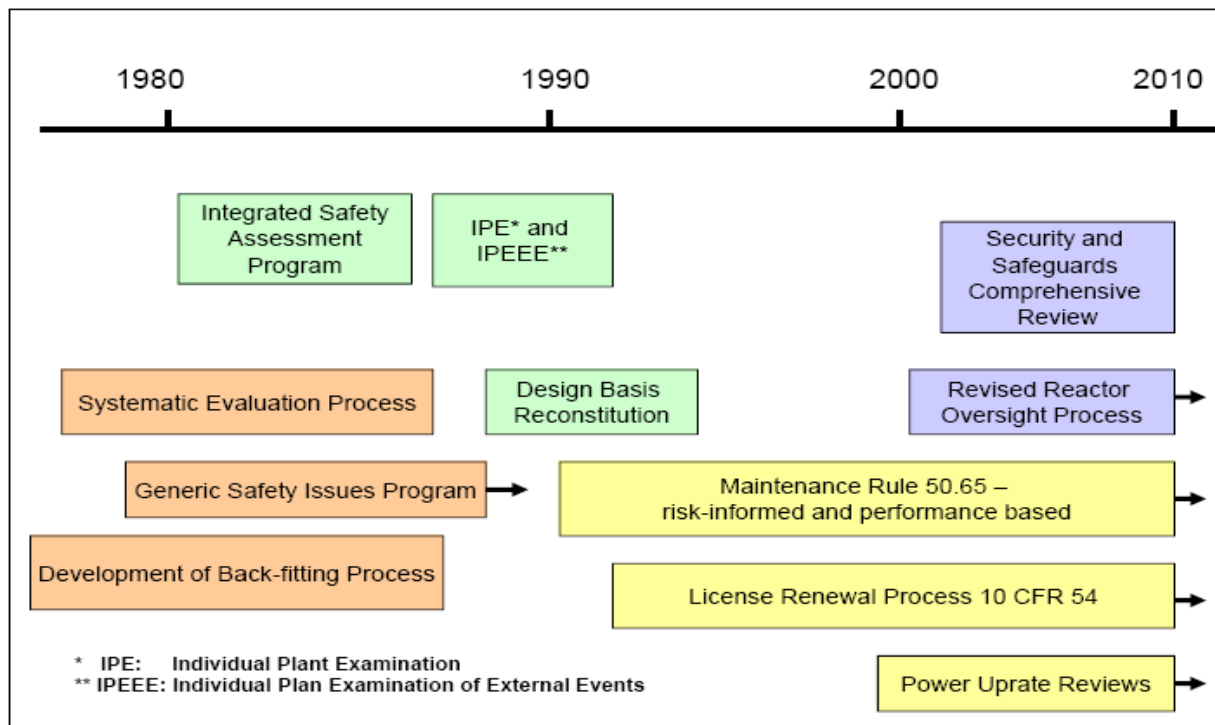 1980 1990 2000 2010
Integrated Safety
Assessment
Program
IPE* and
IPEEE**
Security and
Safeguards
Comprehensive
Review
Systematic Evaluation Process
Design Basis
Reconstitution
Revised Reactor
Oversight Process
Generic Safety Issues Program
Maintenance Rule 50.65 –
risk-informed and performance based
Development of Back-fitting Process
License Renewal Process 10 CFR 54
* IPE: Individual Plant Examination
** IPEEE: Individual Plan Examination of External Events
Power Uprate Reviews